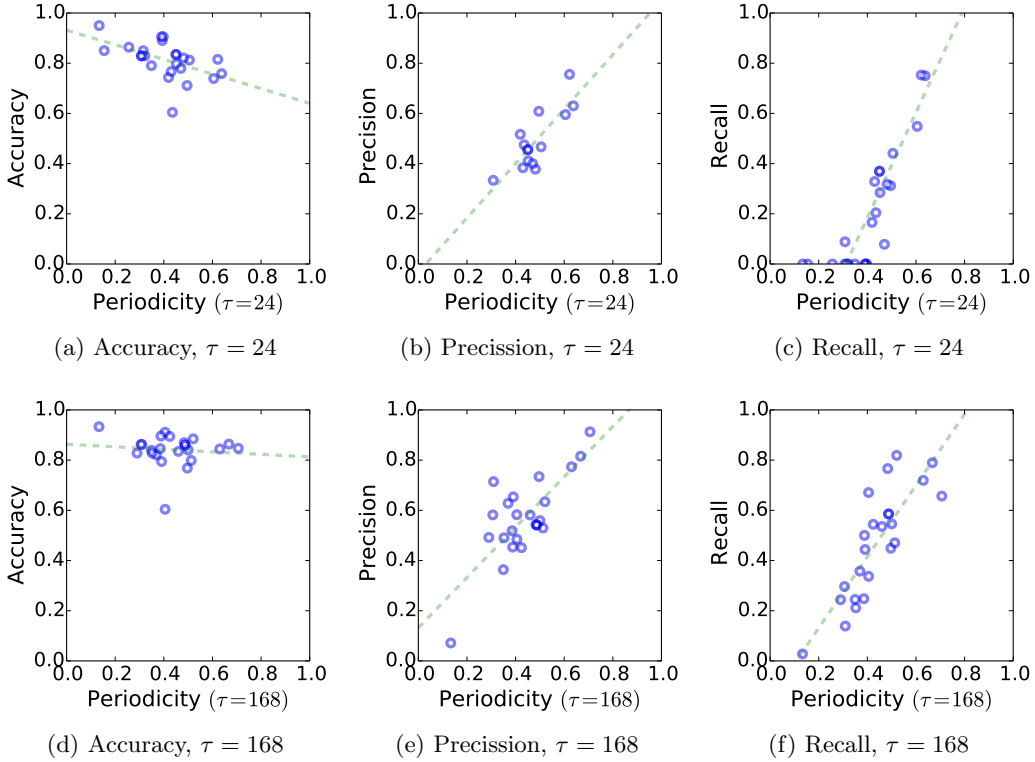 1.0 1.0 1.0
0.8 0.8 0.8
0.6 0.6 0.6
0.4 0.4 0.4
0.2 0.2 0.2
0.0 0.0 0.0
Accuracy Precision Recall
0.0 0.2 0.4 0.6 0.8 1.0 0.0 0.2 0.4 0.6 0.8 1.0 0.0 0.2 0.4 0.6 0.8 1.0
Periodicity (τ=24) Periodicity (τ=24) Periodicity (τ=24)
(a) Accuracy, τ = 24 (b) Precission, τ = 24 (c) Recall, τ = 24
1.0 1.0 1.0
0.8 0.8 0.8
0.6 0.6 0.6
0.4 0.4 0.4
0.2 0.2 0.2
0.0 0.0 0.0
Accuracy Precision Recall
0.0 0.2 0.4 0.6 0.8 1.0 0.0 0.2 0.4 0.6 0.8 1.0 0.0 0.2 0.4 0.6 0.8 1.0
Periodicity (τ=168) Periodicity (τ=168) Periodicity (τ=168)
(d) Accuracy, τ = 168 (e) Precission, τ = 168 (f) Recall, τ = 168